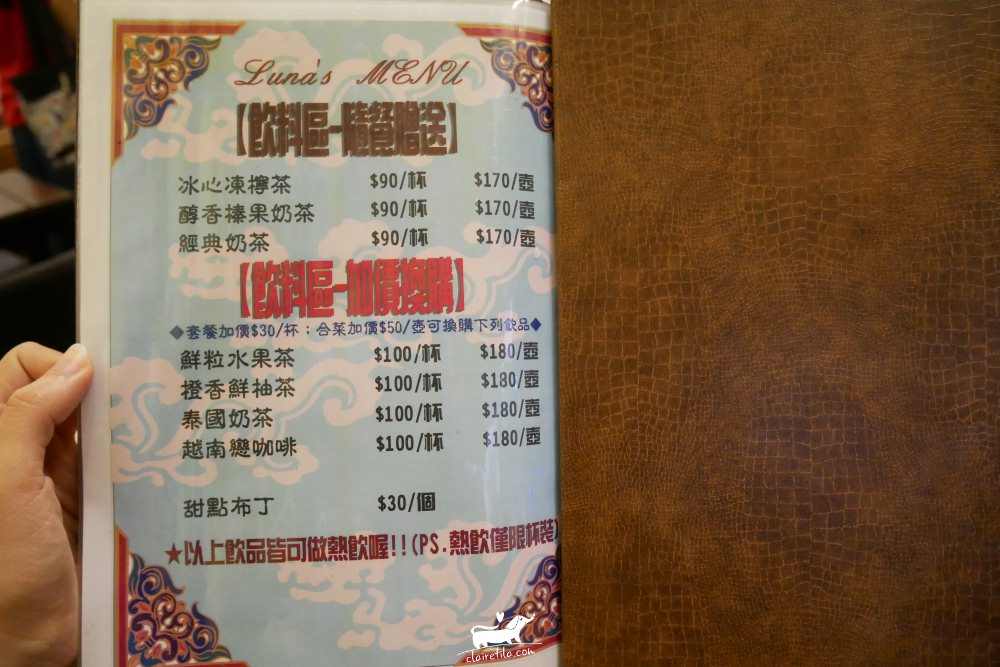 Luna's MENU
【飲料區-隨餐贈送】
冰心凍檸茶 $90/杯 $170/壺
醇香榛果奶茶 $90/杯 $170/壺
經典奶茶 $90/杯 $170/壺
【飲料區-加價換購】
◆套餐加價$30/杯；合菜加價$50/壺可換購下列飲品◆
鮮粒水果茶 $100/杯 $180/壺
橙香鮮柚茶 $100/杯 $180/壺
泰國奶茶 $100/杯 $180/壺
越南戀咖啡 $100/杯 $180/壺
甜點布丁 $30/個
★以上飲品皆可做熱飲喔!!(PS.熱飲僅限杯裝)
clairetila.com